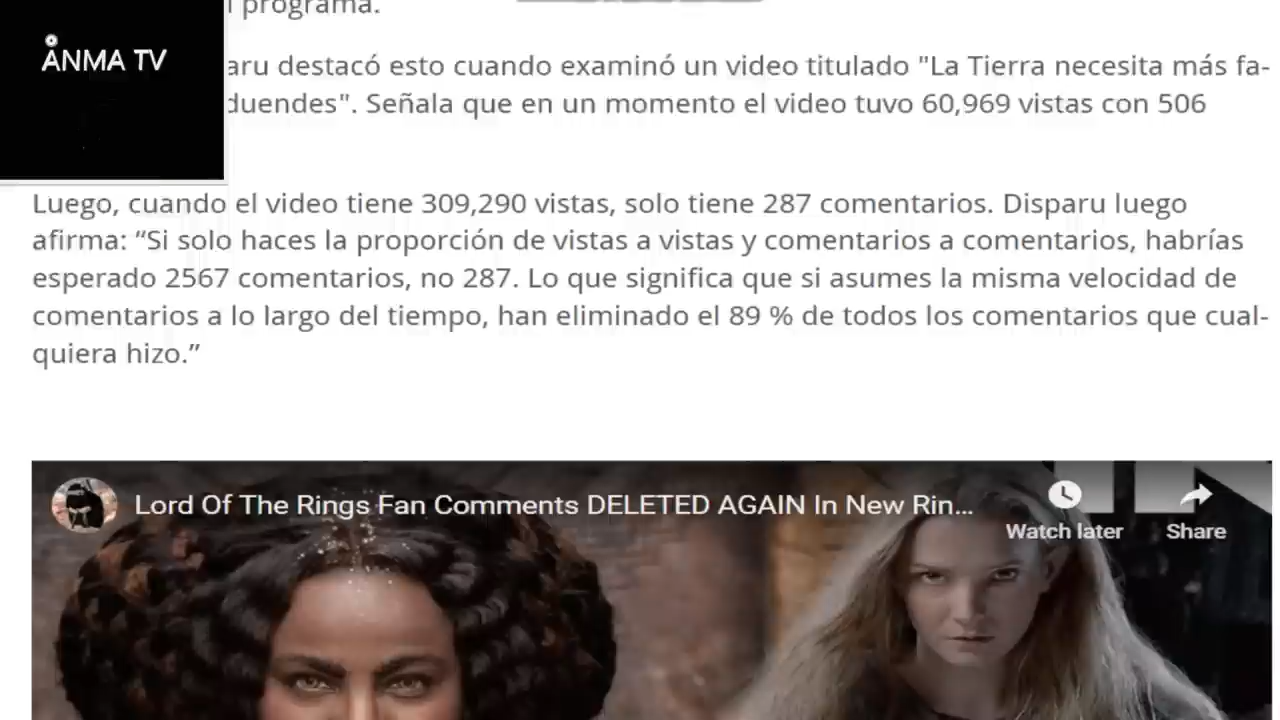 programa.
ANMA TV
aru destacó esto cuando examinó un video titulado "La Tierra necesita más fa-
duendes". Señala que en un momento el video tuvo 60,969 vistas con 506
Luego, cuando el video tiene 309,290 vistas, solo tiene 287 comentarios. Disparu luego
afirma: “Si solo haces la proporción de vistas a vistas y comentarios a comentarios, habrías
esperado 2567 comentarios, no 287. Lo que significa que si asumes la misma velocidad de
comentarios a lo largo del tiempo, han eliminado el 89 % de todos los comentarios que cual-
quiera hizo.”
Lord Of The Rings Fan Comments DELETED AGAIN In New Rin...
Watch later
Share